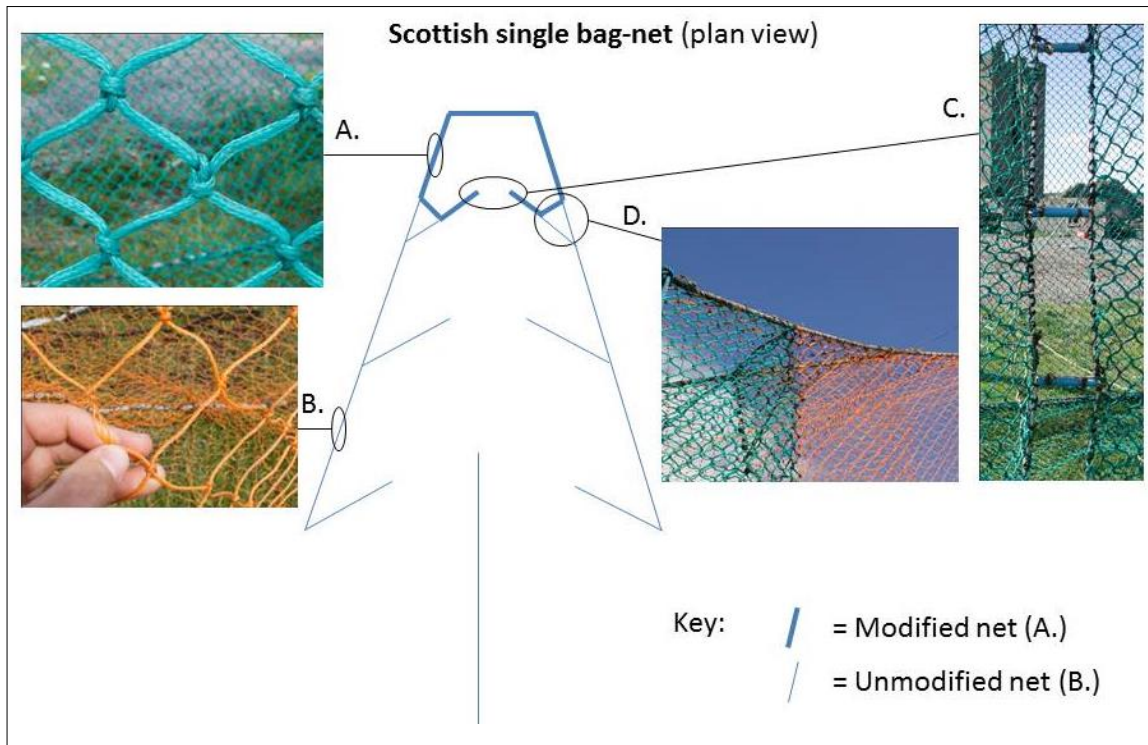 Scottish single bag-net (plan view)
A.
C.
D.
B.
Key:
= Modified net (A.)
= Unmodified net (B.)